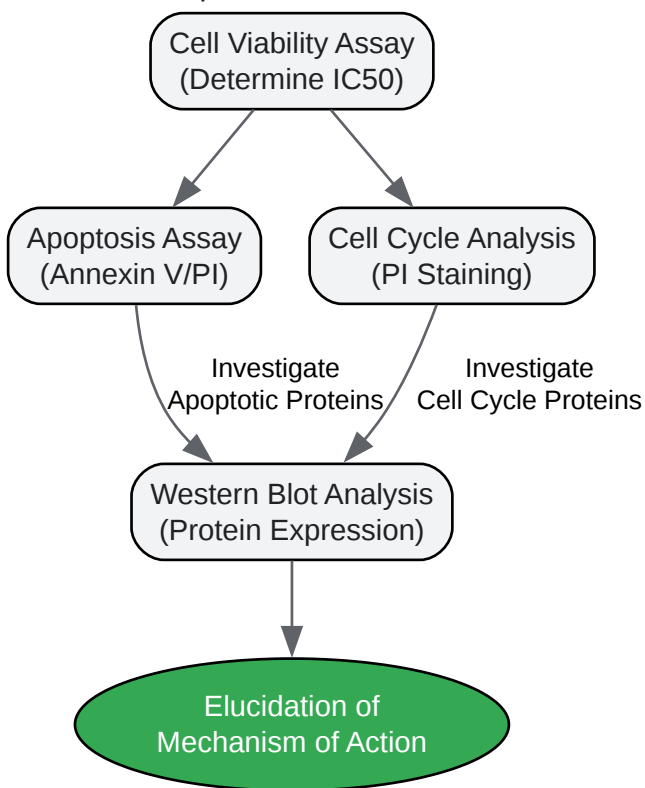 Cell Viability Assay
(Determine IC50)
Apoptosis Assay
(Annexin V/PI)
Cell Cycle Analysis
(PI Staining)
Investigate
Apoptotic Proteins
Investigate
Cell Cycle Proteins
Western Blot Analysis
(Protein Expression)
Elucidation of
Mechanism of Action